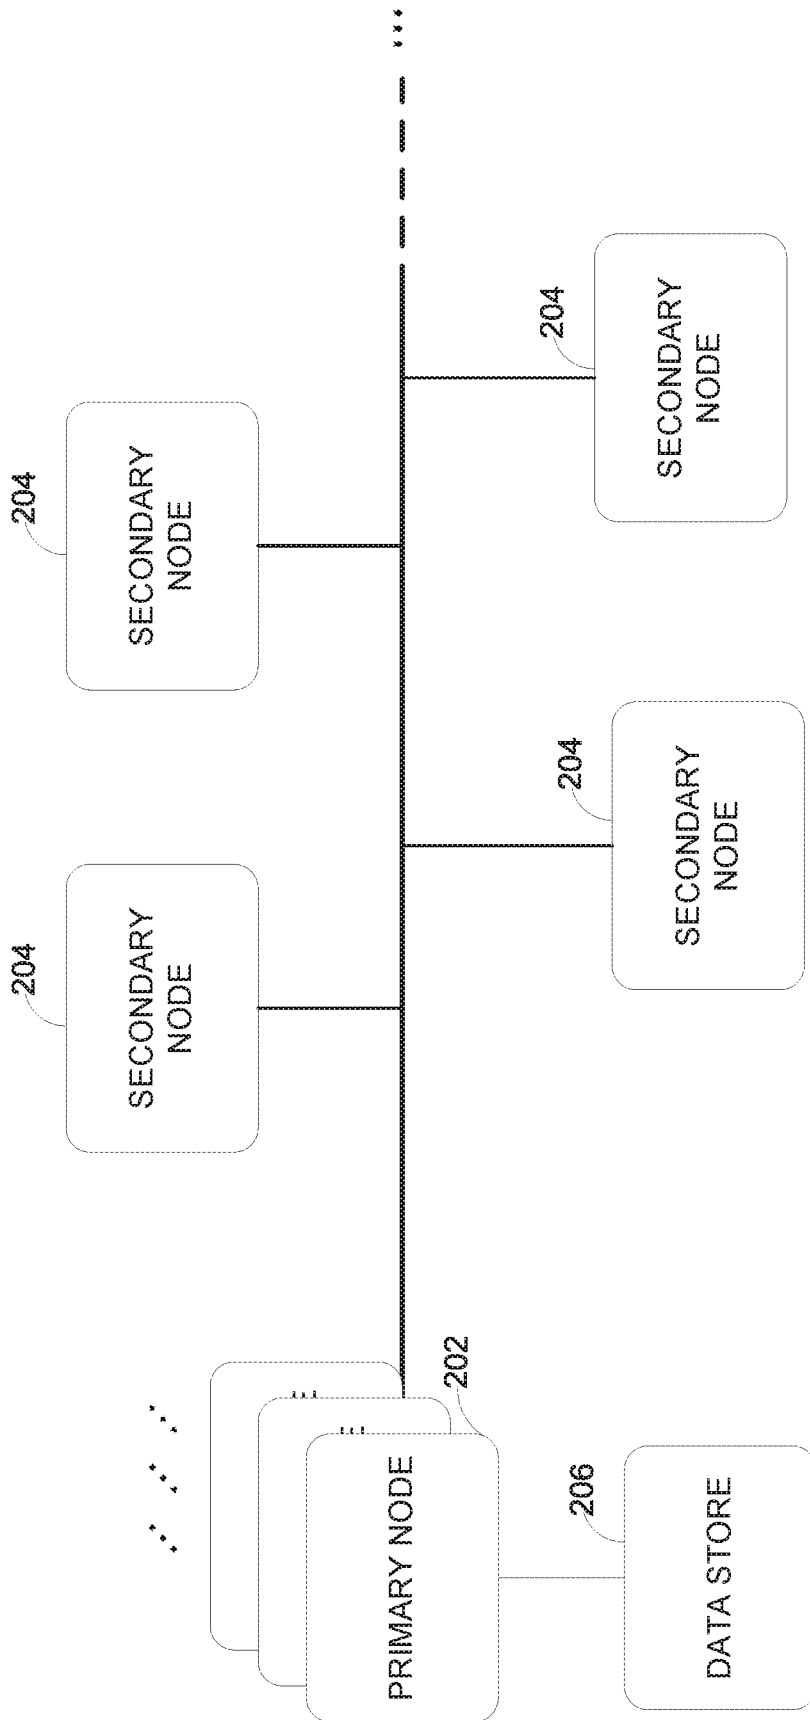 204
SECONDARY
NODE
204
SECONDARY
NODE
PRIMARY NODE
202
204
SECONDARY
NODE
204
SECONDARY
NODE
206
DATA STORE